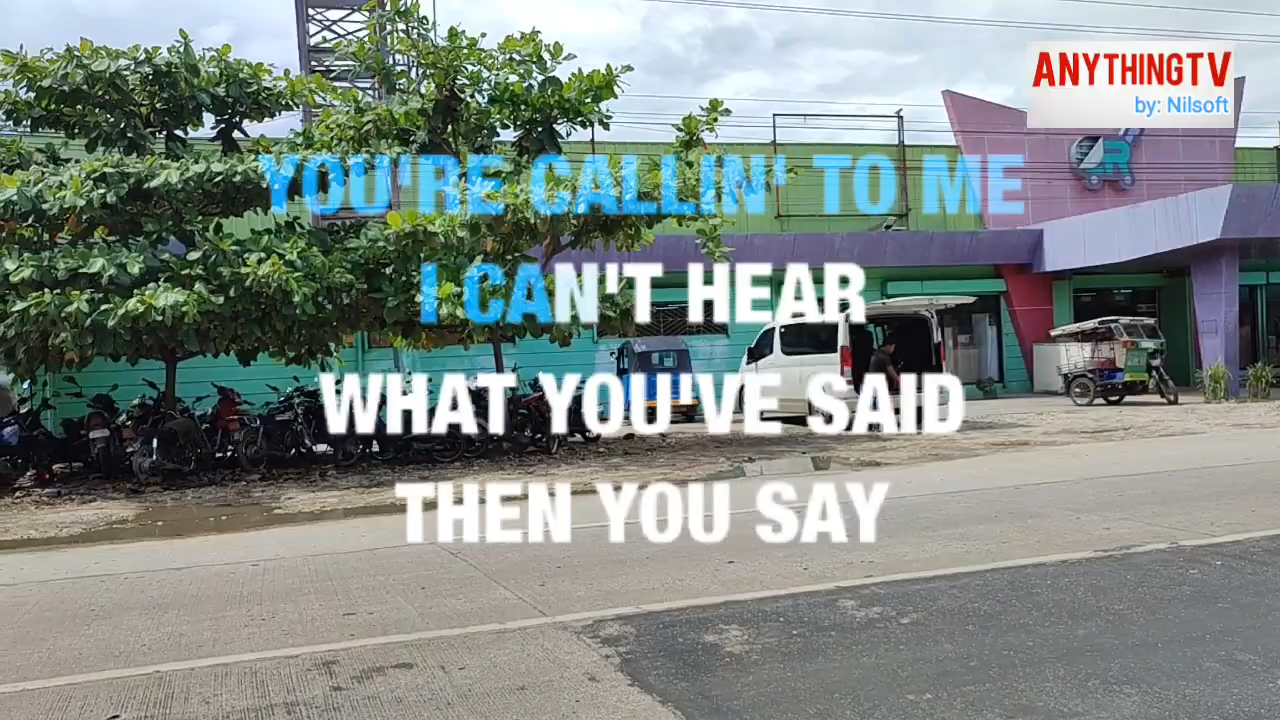 ANYTHINGTV
by: Nilsoft
YOU'RE CALLIN' TO ME
I CAN'T HEAR
WHAT YOU'VE SAID
THEN YOU SAY